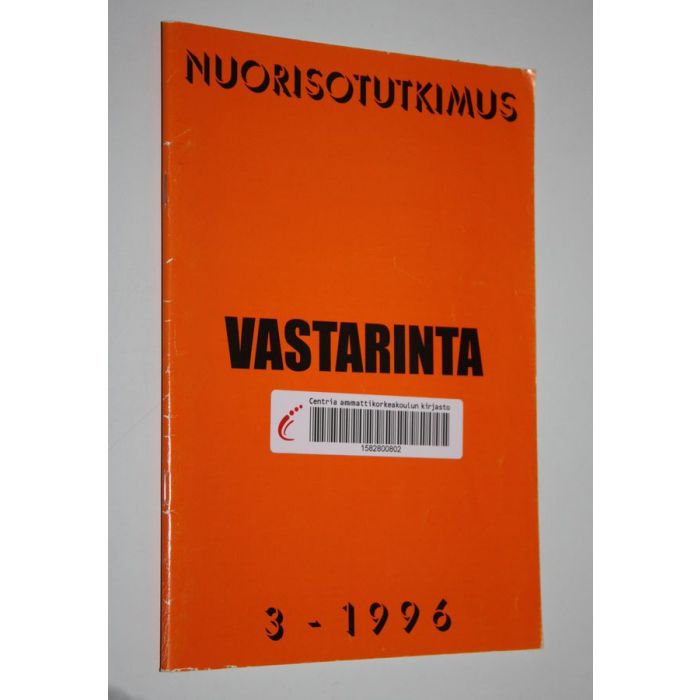 NUORISOTUTKIMUS
VASTARINTA
Centria ammattikorkeakoulun kirjasto
1582800802
3 - 1996